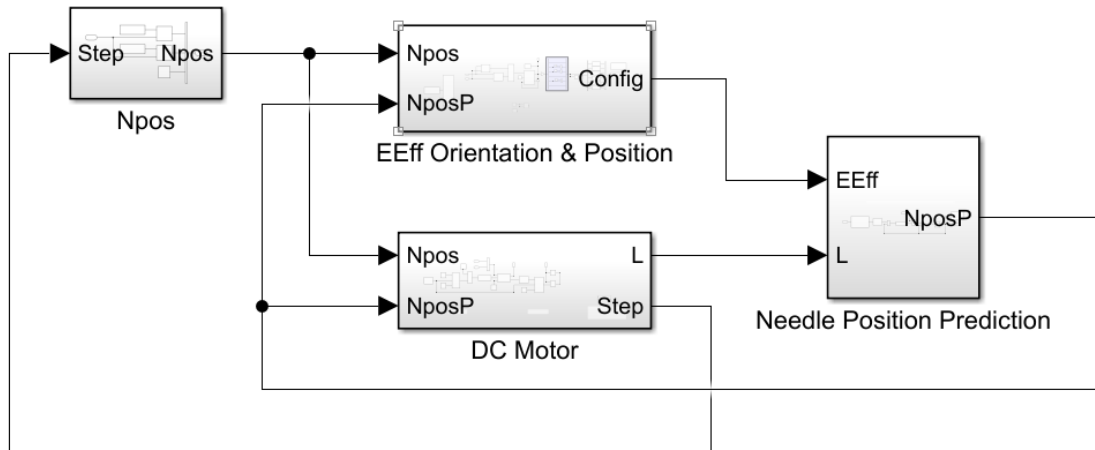 Step Npos
Npos
Npos
NposP
Config
EEff Orientation & Position
Npos
NposP
L
Step
DC Motor
EEff
L
NposP
Needle Position Prediction